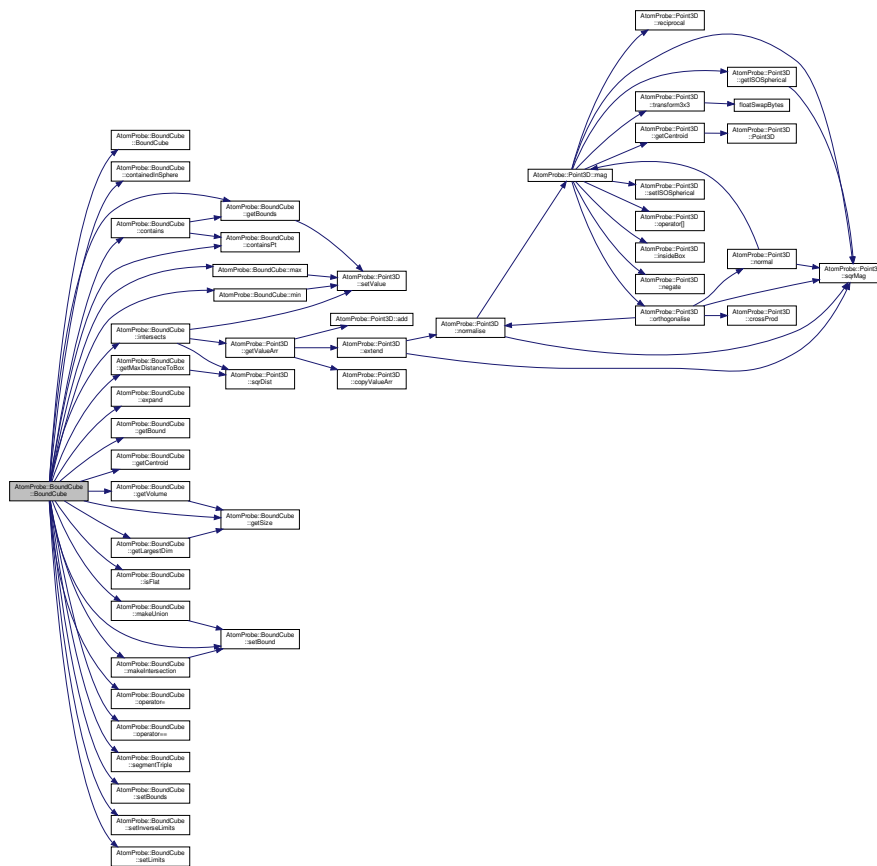 AtomProbe::Point3D
::reciprocal
AtomProbe::Point3D
::getISOSpherical
AtomProbe::Point3D
::transform3x3
floatSwapBytes
AtomProbe::Point3D
::getCentroid
AtomProbe::Point3D
::Point3D
AtomProbe::BoundCube
::BoundCube
AtomProbe::BoundCube
::containedInSphere
AtomProbe::Point3D::mag
AtomProbe::Point3D
::setISOSpherical
AtomProbe::BoundCube
::getBounds
AtomProbe::Point3D
::operator[]
AtomProbe::BoundCube
::contains
AtomProbe::BoundCube
::containsPt
AtomProbe::Point3D
::insideBox
AtomProbe::Point3D
::normal
AtomProbe::BoundCube::max
AtomProbe::Point3D
::setValue
AtomProbe::Point3D
::negate
AtomProbe::Point3D
::sqrMag
AtomProbe::BoundCube::min
AtomProbe::Point3D::add
AtomProbe::Point3D
::normalise
AtomProbe::Point3D
::orthogonalise
AtomProbe::Point3D
::crossProd
AtomProbe::BoundCube
::intersects
AtomProbe::Point3D
::getValueArr
AtomProbe::Point3D
::extend
AtomProbe::BoundCube
::getMaxDistanceToBox
AtomProbe::Point3D
::sqrDist
AtomProbe::Point3D
::copyValueArr
AtomProbe::BoundCube
::expand
AtomProbe::BoundCube
::getBound
AtomProbe::BoundCube
::getCentroid
AtomProbe::BoundCube
::BoundCube
AtomProbe::BoundCube
::getVolume
AtomProbe::BoundCube
::getSize
AtomProbe::BoundCube
::getLargestDim
AtomProbe::BoundCube
::isFlat
AtomProbe::BoundCube
::makeUnion
AtomProbe::BoundCube
::setBound
AtomProbe::BoundCube
::makeIntersection
AtomProbe::BoundCube
::operator=
AtomProbe::BoundCube
::operator==
AtomProbe::BoundCube
::segmentTriple
AtomProbe::BoundCube
::setBounds
AtomProbe::BoundCube
::setInverseLimits
AtomProbe::BoundCube
::setLimits